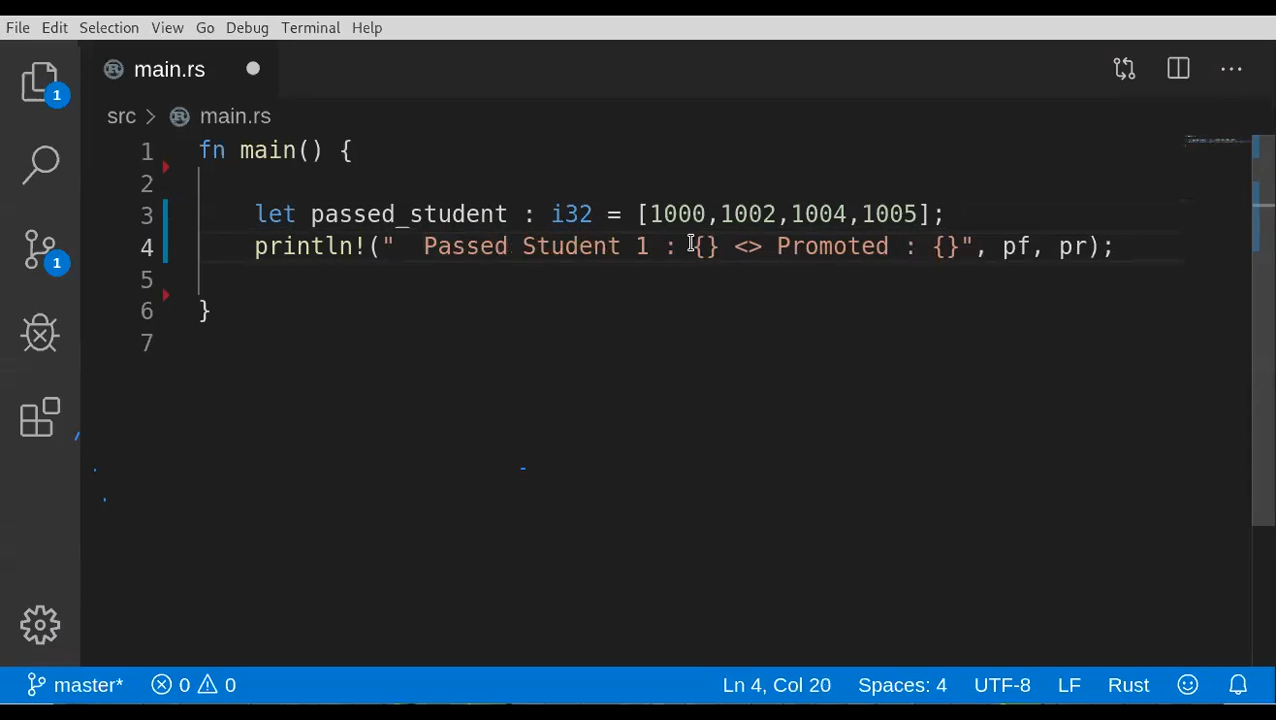 File Edit Selection View Go Debug Terminal Help
main.rs
1
src > main.rs
1 fn main() {
2
3     let passed_student : i32 = [1000,1002,1004,1005];
4     println!("  Passed Student 1 : {} <> Promoted : {}", pf, pr);
5
6 }
7
1
master* 0 0 Ln 4, Col 20 Spaces: 4 UTF-8 LF Rust